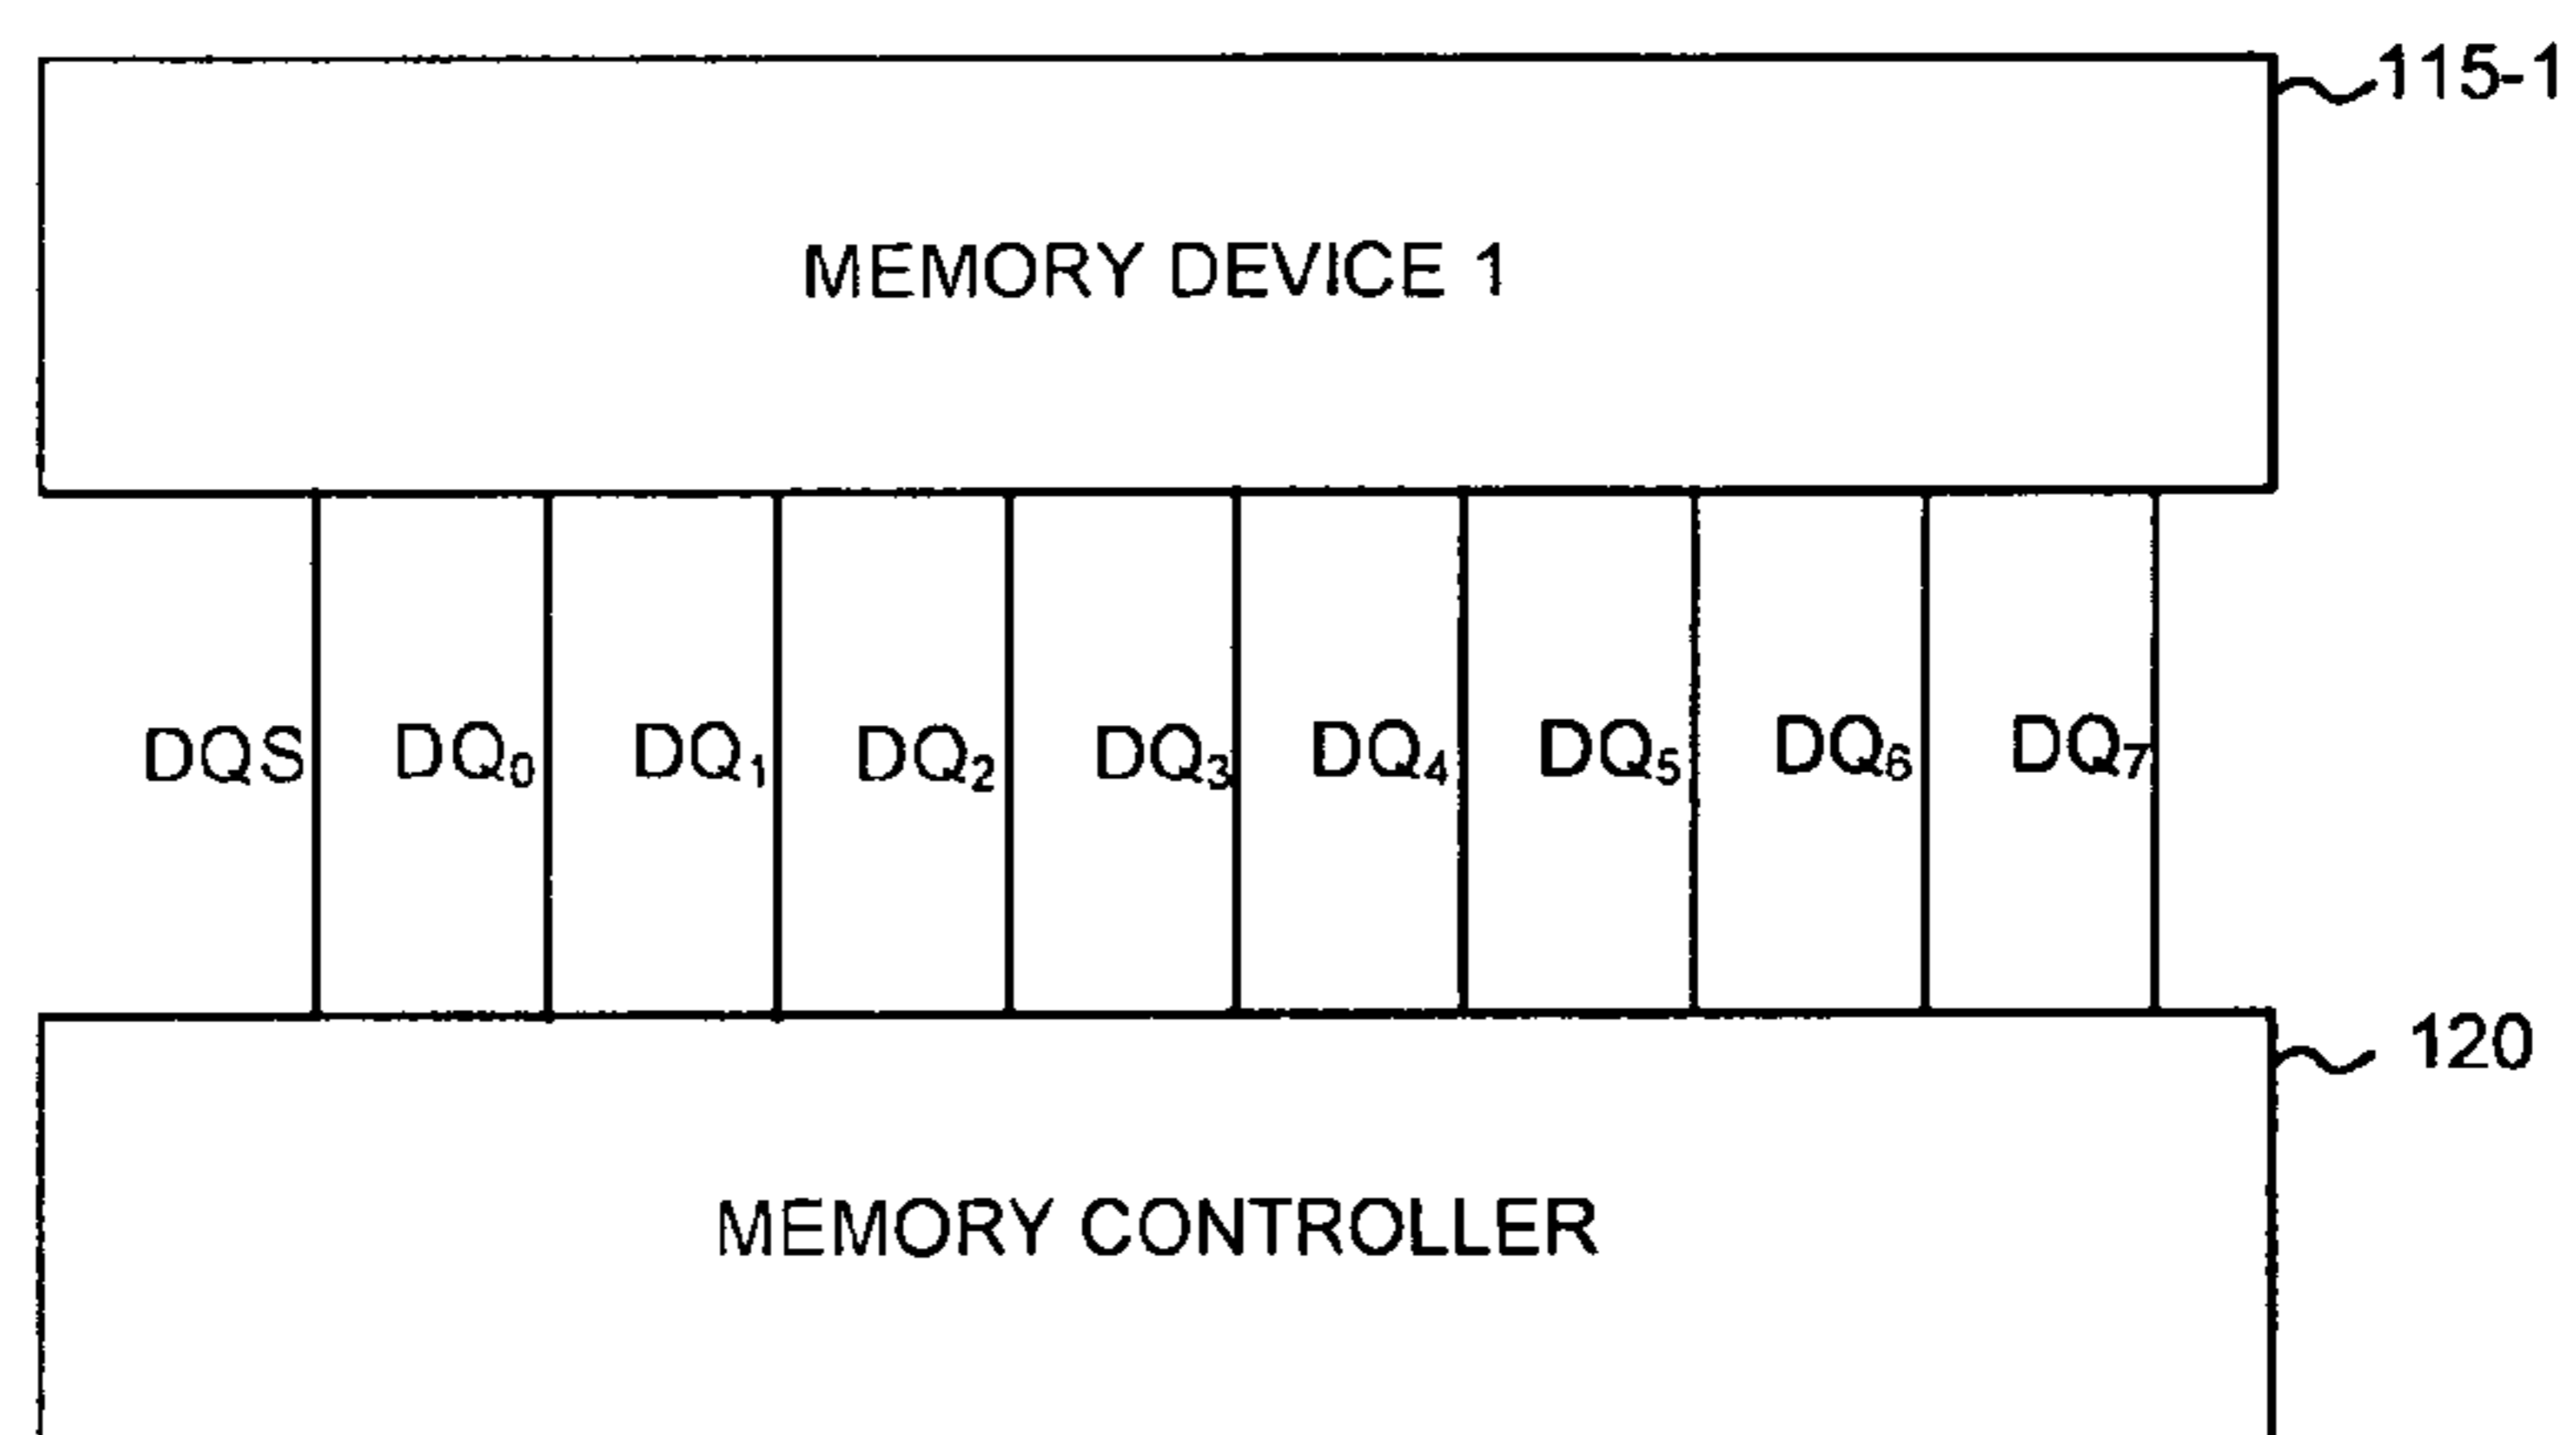 115-1
MEMORY DEVICE 1
DQS DQ₀ DQ₁ DQ₂ DQ₃ DQ₄ DQ₅ DQ₆ DQ₇
120
MEMORY CONTROLLER